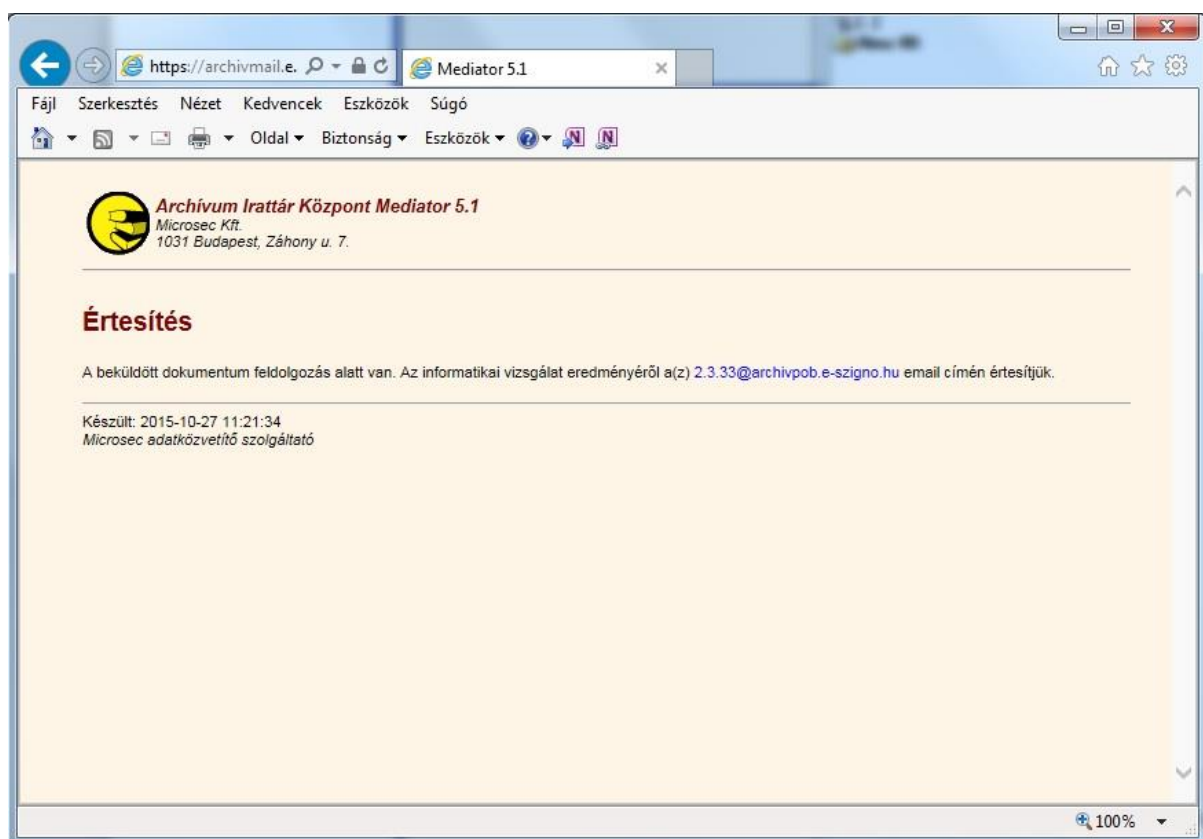 https://archivmail.e.
Mediator 5.1
Fájl Szerkesztés Nézet Kedvencek Eszközök Súgó
Oldal Biztonság Eszközök
Archívum Irattár Központ Mediator 5.1
Microsec Kft.
1031 Budapest, Záhony u. 7.
Értesítés
A beküldött dokumentum feldolgozás alatt van. Az informatikai vizsgálat eredményéről a(z) 2.3.33@archivpob.e-szigno.hu email címén értesítjük.
Készült: 2015-10-27 11:21:34
Microsec adatközvetítő szolgáltató
100%